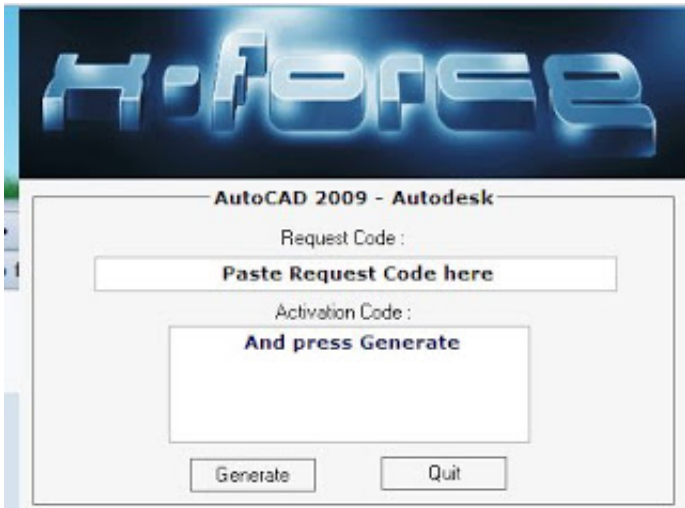 X-force
AutoCAD 2009 - Autodesk
Request Code :
Paste Request Code here
Activation Code :
And press Generate
Generate
Quit